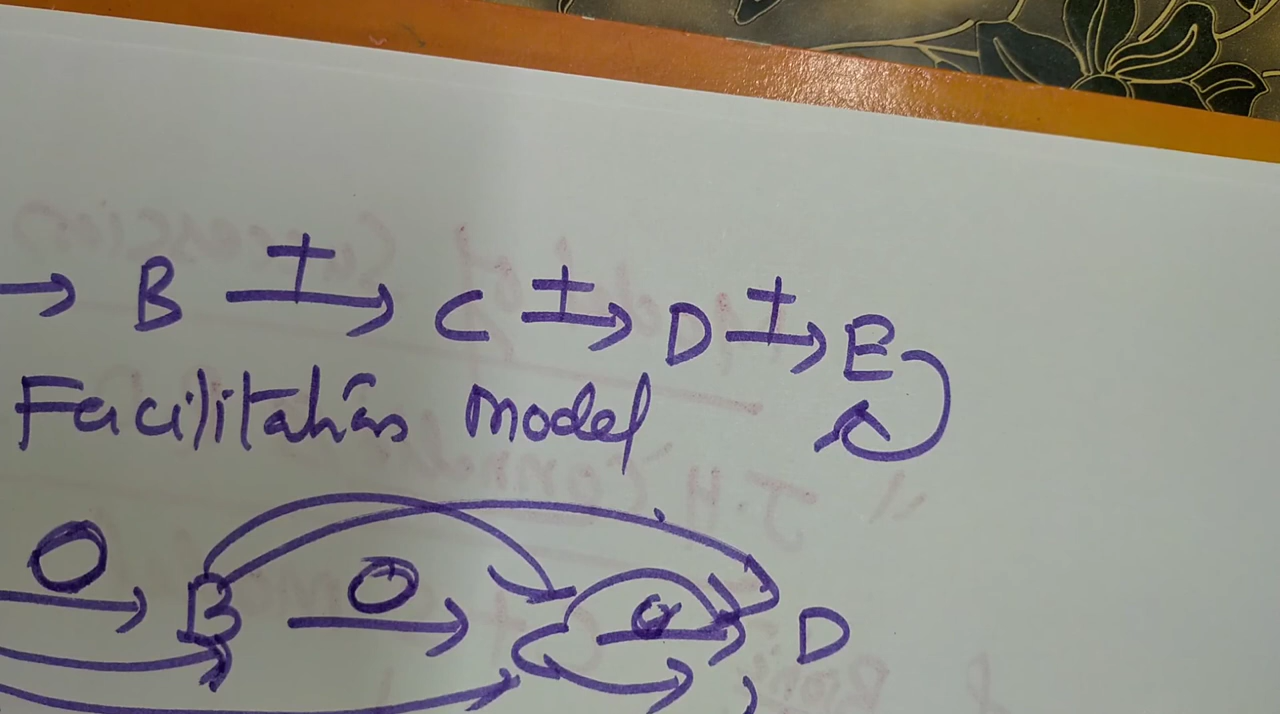 → B +→ C +→ D +→ E
Facilitation model
O → B O → C O → D